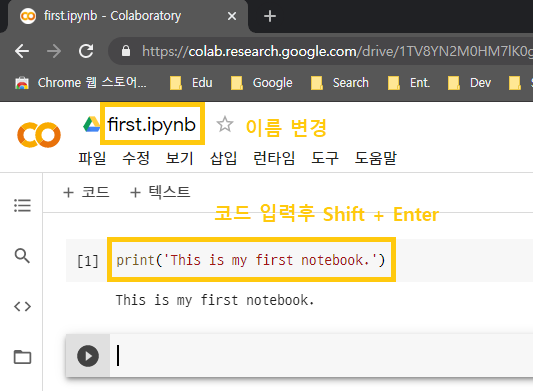 first.ipynb - Colaboratory
https://colab.research.google.com/drive/1TV8YN2M0HM7lK0g
Chrome 웹 스토어... Edu Google Search Ent. Dev S
first.ipynb 이름 변경
파일 수정 보기 삽입 런타임 도구 도움말
+ 코드 + 텍스트
코드 입력후 Shift + Enter
[1] print('This is my first notebook.')
This is my first notebook.